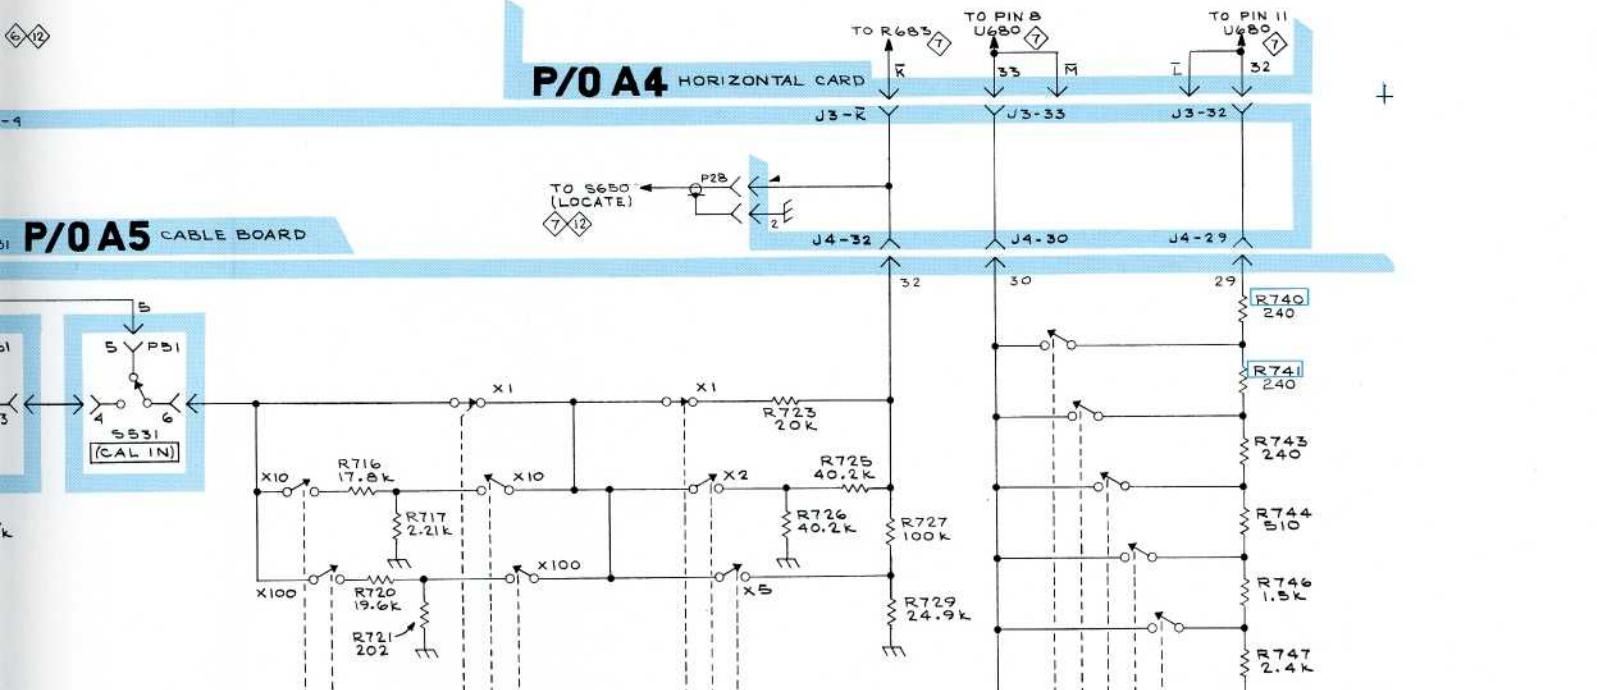 6 12
TO R683 7
TO PIN 8
U680 7
TO PIN 11
U680 7
K
33
M
L
32
P/O A4 HORIZONTAL CARD
-4
J3-K
J3-33
J3-32
TO S650
(LOCATE)
7 12
P28
2
P/O A5 CABLE BOARD
J4-32
J4-30
J4-29
32
30
29
5
5 P51
3
4
6
S531
(CAL IN)
R740
240
R741
240
R743
240
R744
510
R746
1.5K
R747
2.4K
X1
X1
R723
20K
X10
R716
17.8K
X10
X2
R725
40.2K
R717
2.21K
R726
40.2K
R727
100K
X100
R720
19.6K
X100
X5
R721
202
R729
24.9K
K